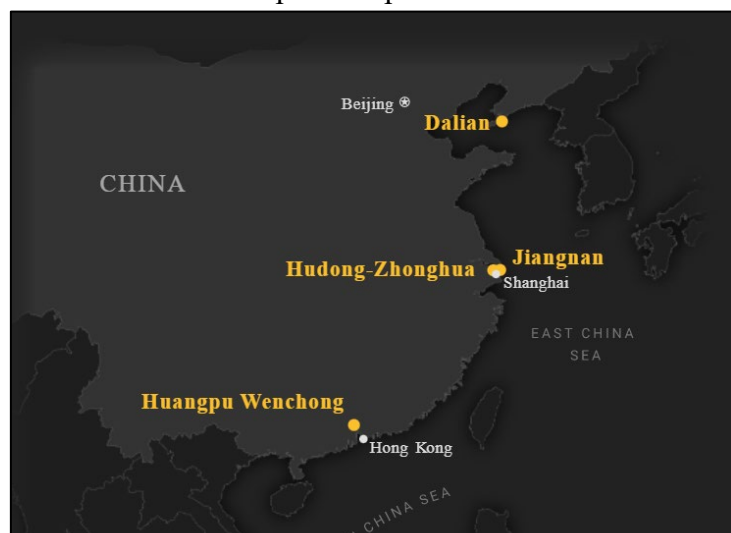 Beijing
Dalian
CHINA
Jiangnan
Hudong-Zhonghua
Shanghai
EAST CHINA
SEA
Huangpu Wenchong
Hong Kong
CHINA SEA